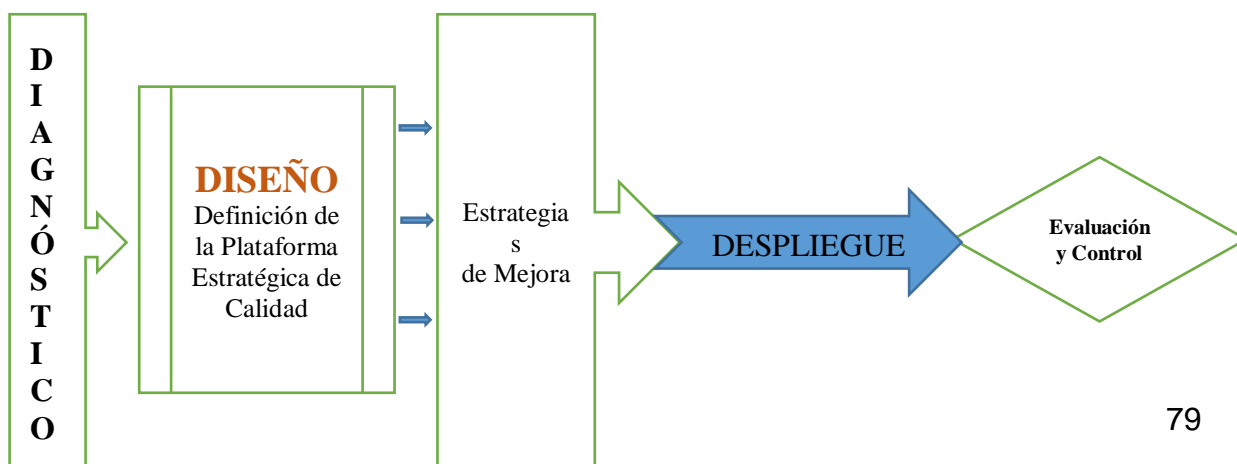 D
I
A
G
N
Ó
S
T
I
C
O
DISEÑO
Definición de
la Plataforma
Estratégica de
Calidad
Estrategia
s
de Mejora
DESPLIEGUE
Evaluación
y Control
79